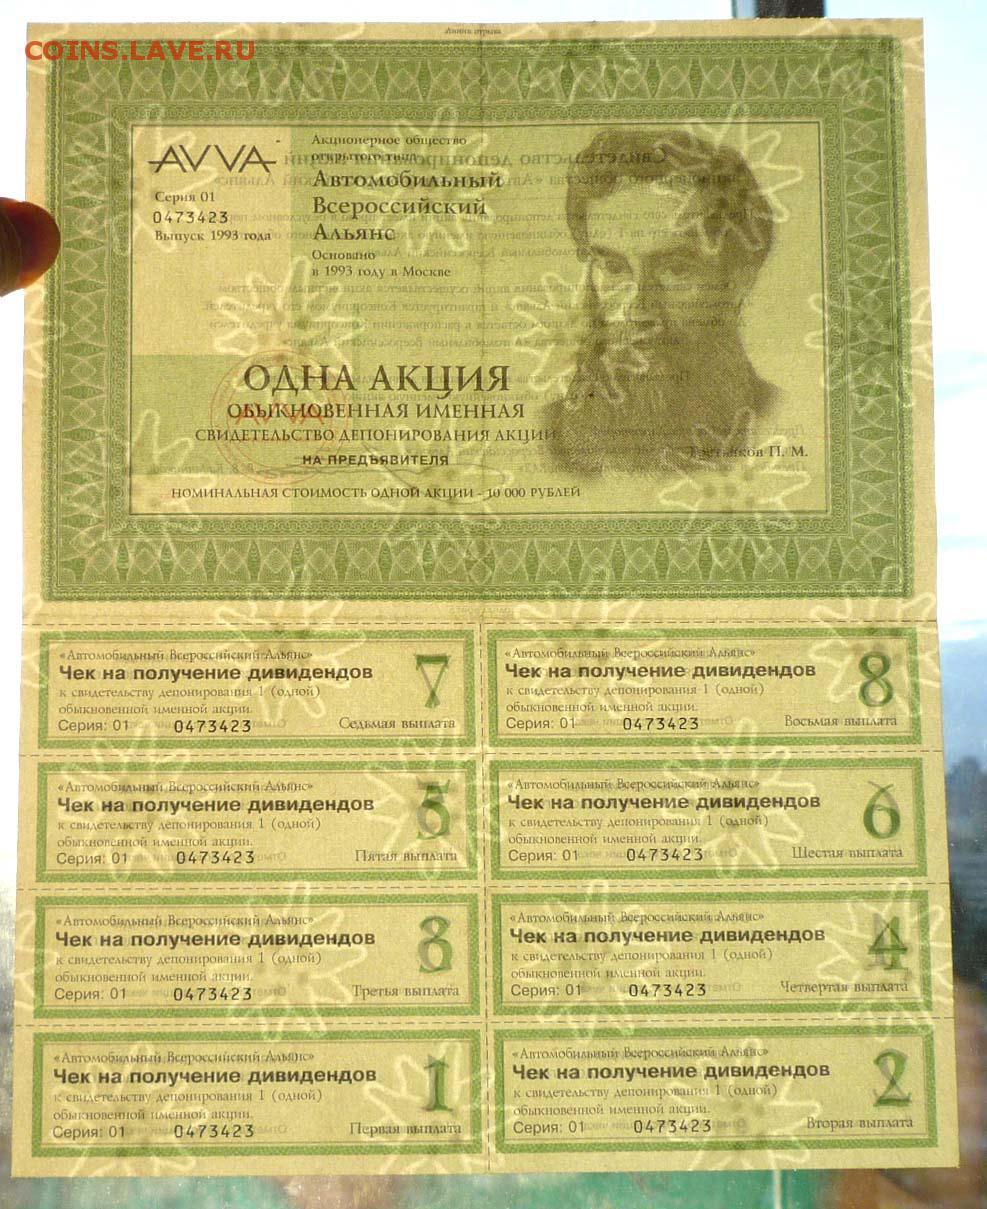 COINS.LAVE.RU
Линия отрыва
AVVA
Серия 01
0473423
Выпуск 1993 года
Акционерное общество
открытого типа
Автомобильный
Всероссийский
Альянс
Основано
в 1993 году в Москве
ОДНА АКЦИЯ
ОБЫКНОВЕННАЯ ИМЕННАЯ
СВИДЕТЕЛЬСТВО ДЕПОНИРОВАНИЯ АКЦИИ
НА ПРЕДЪЯВИТЕЛЯ
НОМИНАЛЬНАЯ СТОИМОСТЬ ОДНОЙ АКЦИИ - 10 000 РУБЛЕЙ
Третьяков П. М.
«Автомобильный Всероссийский Альянс»
Чек на получение дивидендов
к свидетельству депонирования 1 (одной)
обыкновенной именной акции.
Серия: 01 0473423
7
Седьмая выплата
«Автомобильный Всероссийский Альянс»
Чек на получение дивидендов
к свидетельству депонирования 1 (одной)
обыкновенной именной акции.
Серия: 01 0473423
8
Восьмая выплата
«Автомобильный Всероссийский Альянс»
Чек на получение дивидендов
к свидетельству депонирования 1 (одной)
обыкновенной именной акции.
Серия: 01 0473423
5
Пятая выплата
«Автомобильный Всероссийский Альянс»
Чек на получение дивидендов
к свидетельству депонирования 1 (одной)
обыкновенной именной акции.
Серия: 01 0473423
6
Шестая выплата
«Автомобильный Всероссийский Альянс»
Чек на получение дивидендов
к свидетельству депонирования 1 (одной)
обыкновенной именной акции.
Серия: 01 0473423
3
Третья выплата
«Автомобильный Всероссийский Альянс»
Чек на получение дивидендов
к свидетельству депонирования 1 (одной)
обыкновенной именной акции.
Серия: 01 0473423
4
Четвертая выплата
«Автомобильный Всероссийский Альянс»
Чек на получение дивидендов
к свидетельству депонирования 1 (одной)
обыкновенной именной акции.
Серия: 01 0473423
1
Первая выплата
«Автомобильный Всероссийский Альянс»
Чек на получение дивидендов
к свидетельству депонирования 1 (одной)
обыкновенной именной акции.
Серия: 01 0473423
2
Вторая выплата